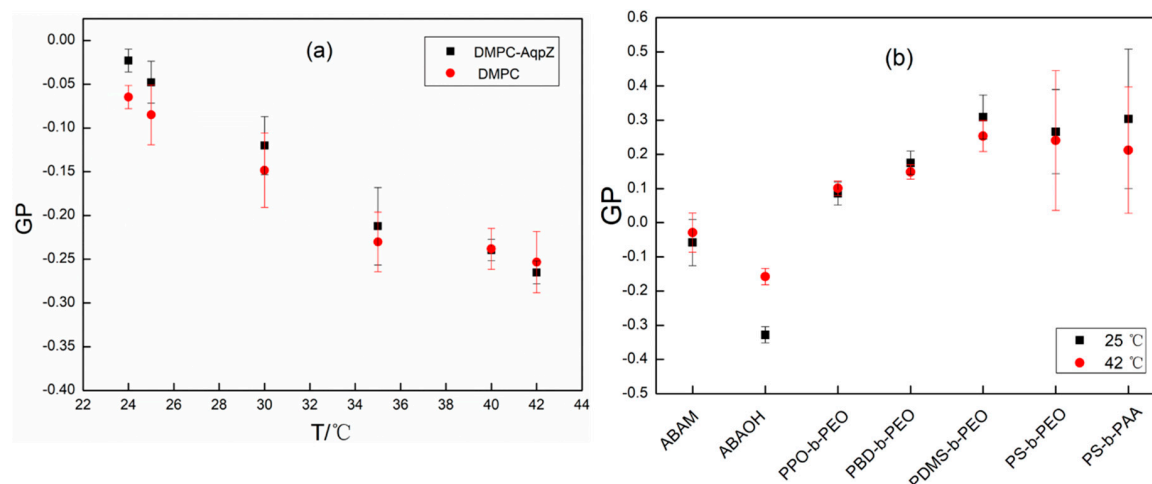 (a)
DMPC-AqpZ
DMPC
GP
0.00
-0.05
-0.10
-0.15
-0.20
-0.25
-0.30
-0.35
-0.40
22 24 26 28 30 32 34 36 38 40 42 44
T/℃
(b)
GP
0.6
0.5
0.4
0.3
0.2
0.1
0.0
-0.1
-0.2
-0.3
-0.4
-0.5
25 ℃
42 ℃
ABAM
ABAOH
PPO-b-PEO
PBD-b-PEO
PDMS-b-PEO
PS-b-PEO
PS-b-PAA